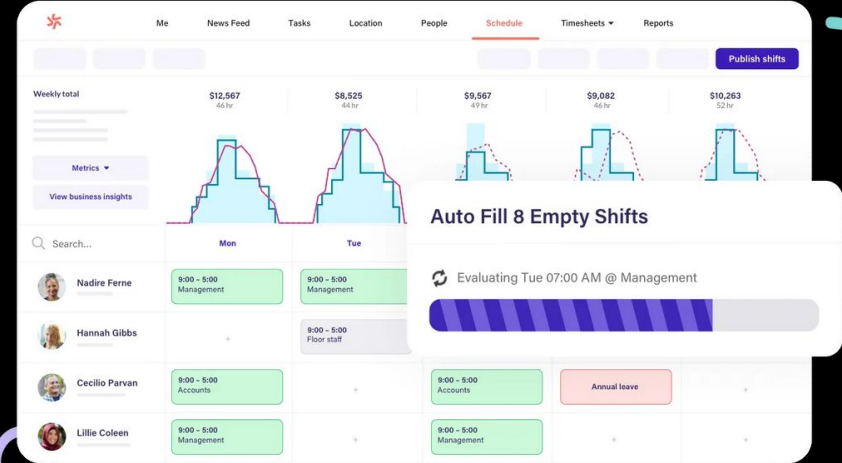 Me News Feed Tasks Location People Schedule Timesheets Reports
Publish shifts
Weekly total
$12,567 $8,525 $9,567 $9,082 $10,263
46 hr 44 hr 49 hr 46 hr 52 hr
Metrics
View business insights
Auto Fill 8 Empty Shifts
Evaluating Tue 07:00 AM @ Management
Search... Mon Tue
Nadire Ferne
9:00 – 5:00 9:00 – 5:00
Management Management
Hannah Gibbs
9:00 – 5:00
Floor staff
Cecilio Parvan
9:00 – 5:00 9:00 – 5:00
Accounts Accounts
Annual leave
Lillie Coleen
9:00 – 5:00 9:00 – 5:00
Management Management